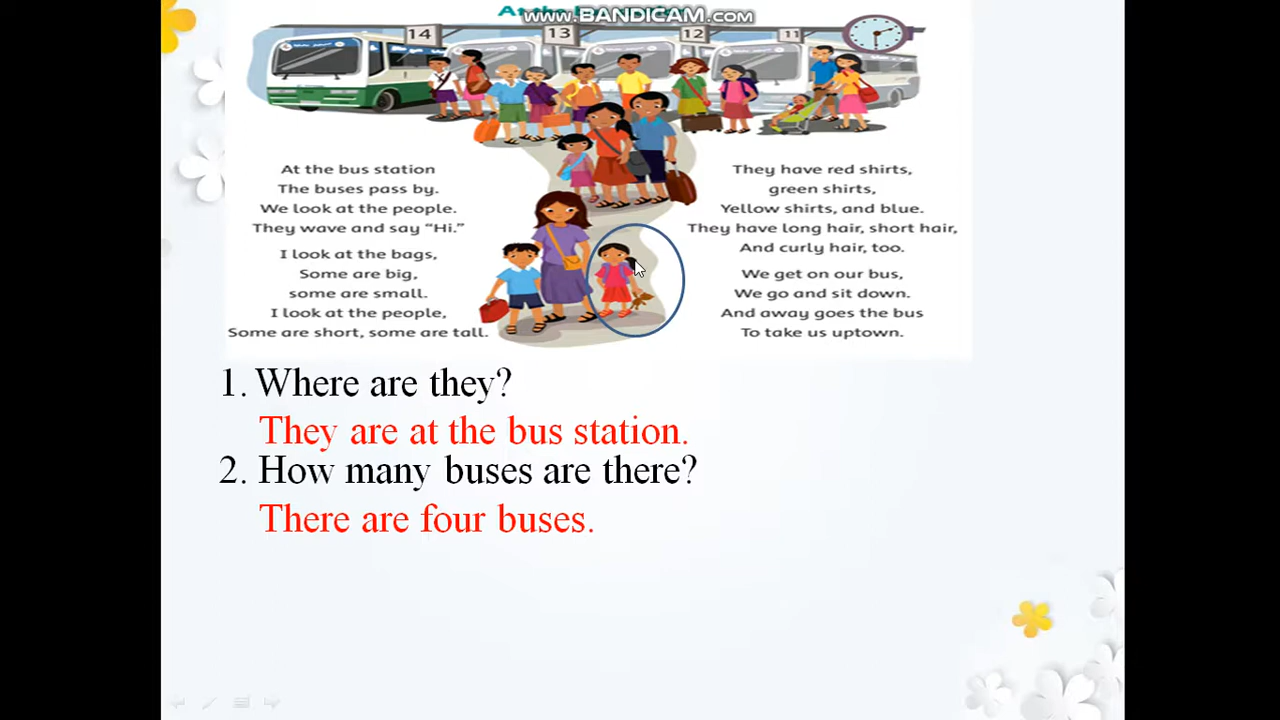 www.BANDICAM.com
14
13
12
11
At the bus station
The buses pass by.
We look at the people.
They wave and say “Hi.”
I look at the bags,
Some are big,
some are small.
I look at the people,
Some are short, some are tall.
They have red shirts,
green shirts,
Yellow shirts, and blue.
They have long hair, short hair,
And curly hair, too.
We get on our bus,
We go and sit down.
And away goes the bus
To take us uptown.
1. Where are they?
They are at the bus station.
2. How many buses are there?
There are four buses.